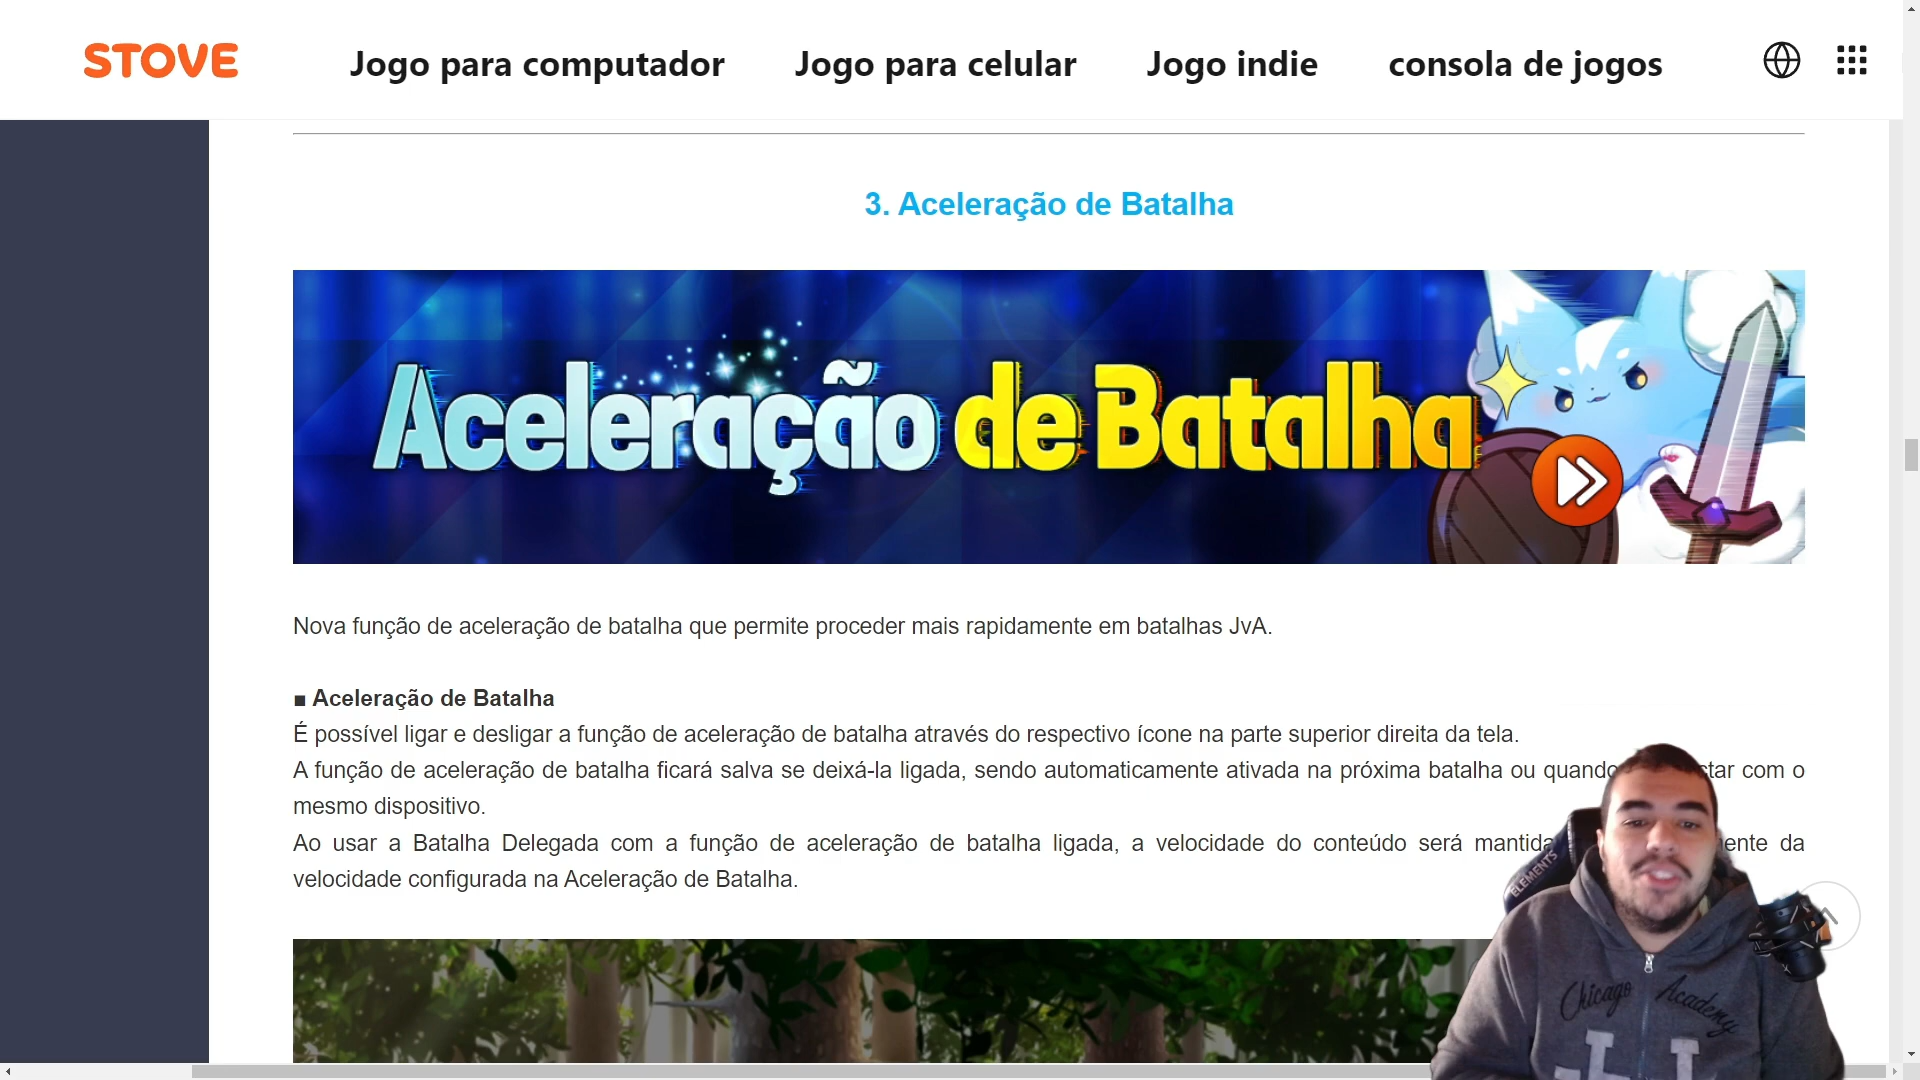 STOVE
Jogo para computador
Jogo para celular
Jogo indie
consola de jogos
3. Aceleração de Batalha
Aceleração de Batalha
Nova função de aceleração de batalha que permite proceder mais rapidamente em batalhas JvA.
■ Aceleração de Batalha
É possível ligar e desligar a função de aceleração de batalha através do respectivo ícone na parte superior direita da tela.
A função de aceleração de batalha ficará salva se deixá-la ligada, sendo automaticamente ativada na próxima batalha ou quando com o
mesmo dispositivo.
Ao usar a Batalha Delegada com a função de aceleração de batalha ligada, a velocidade do conteúdo será mantida da
velocidade configurada na Aceleração de Batalha.
ELEMENTS
Chicago Academy